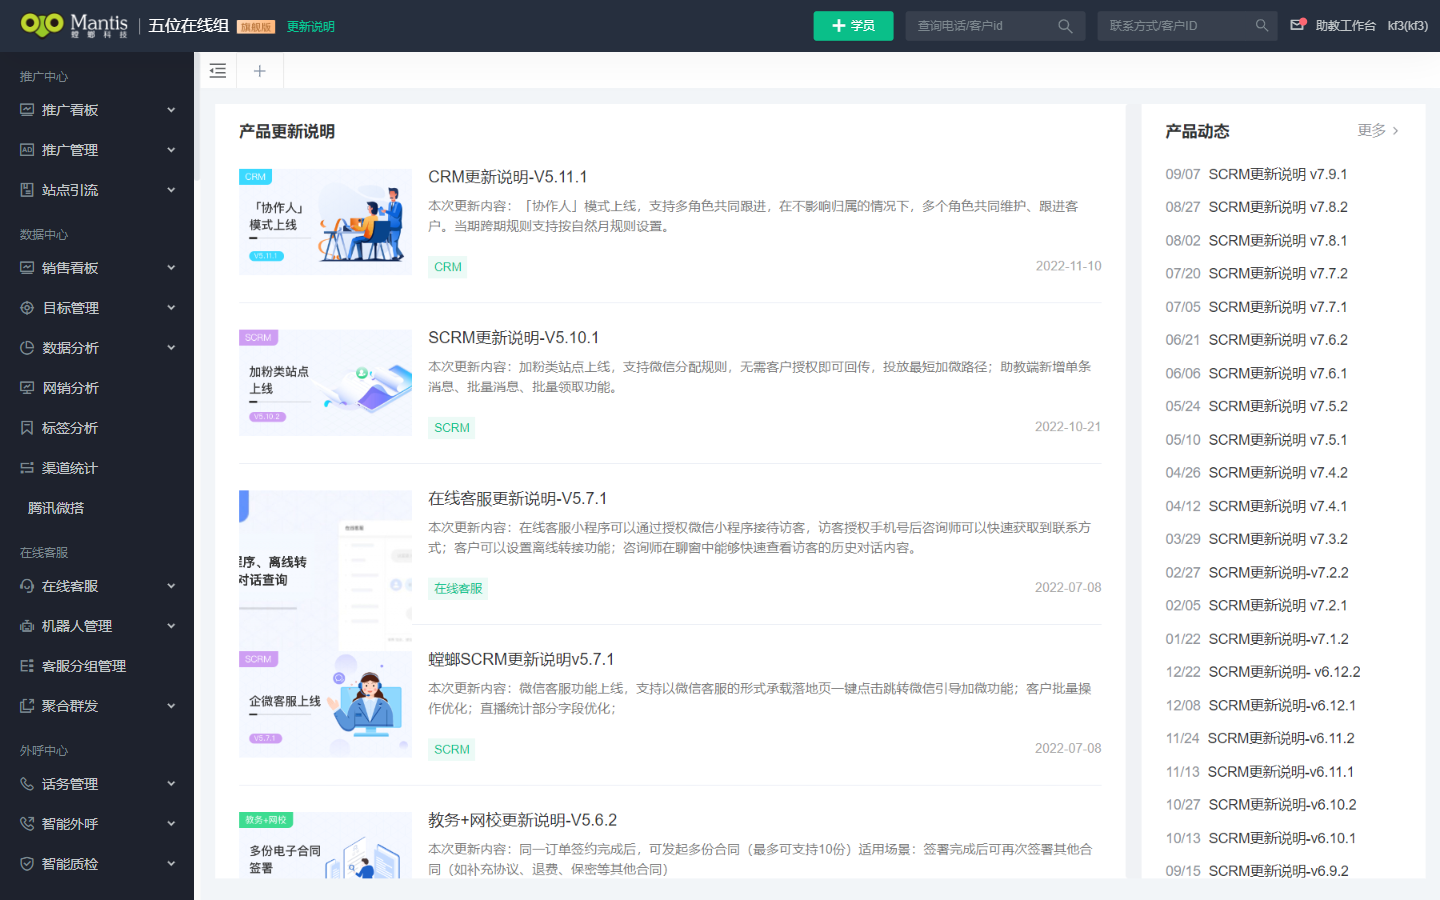 Mantis
螳螂科技
五位在线组
旗舰版
更新说明
学员
查询电话/客户id
联系方式/客户ID
助教工作台
kf3(kf3)
推广中心
推广看板
推广管理
站点引流
数据中心
销售看板
目标管理
数据分析
网销分析
标签分析
渠道统计
腾讯微搭
在线客服
在线客服
机器人管理
客服分组管理
聚合群发
外呼中心
话务管理
智能外呼
智能质检
产品更新说明
CRM
「协作人」
模式上线
V5.11.1
CRM更新说明-V5.11.1
本次更新内容：「协作人」模式上线，支持多角色共同跟进，在不影响归属的情况下，多个角色共同维护、跟进客
户。当期跨期规则支持按自然月规则设置。
CRM
2022-11-10
SCRM
加粉类站点
上线
V5.10.2
SCRM更新说明-V5.10.1
本次更新内容：加粉类站点上线，支持微信分配规则，无需客户授权即可回传，投放最短加微路径；助教端新增单条
消息、批量消息、批量领取功能。
SCRM
2022-10-21
程序、离线转
对话查询
在线客服更新说明-V5.7.1
本次更新内容：在线客服小程序可以通过授权微信小程序接待访客，访客授权手机号后咨询师可以快速获取到联系方
式；客户可以设置离线转接功能；咨询师在聊窗中能够快速查看访客的历史对话内容。
在线客服
2022-07-08
SCRM
企微客服上线
V5.7.1
螳螂SCRM更新说明v5.7.1
本次更新内容：微信客服功能上线，支持以微信客服的形式承载落地页一键点击跳转微信引导加微功能；客户批量操
作优化；直播统计部分字段优化；
SCRM
2022-07-08
教务+网校
多份电子合同
签署
教务+网校更新说明-V5.6.2
本次更新内容：同一订单签约完成后，可发起多份合同（最多可支持10份）适用场景：签署完成后可再次签署其他合
同（如补充协议、退费、保密等其他合同）
产品动态
更多
09/07 SCRM更新说明 v7.9.1
08/27 SCRM更新说明 v7.8.2
08/02 SCRM更新说明 v7.8.1
07/20 SCRM更新说明 v7.7.2
07/05 SCRM更新说明 v7.7.1
06/21 SCRM更新说明 v7.6.2
06/06 SCRM更新说明 v7.6.1
05/24 SCRM更新说明 v7.5.2
05/10 SCRM更新说明 v7.5.1
04/26 SCRM更新说明 v7.4.2
04/12 SCRM更新说明 v7.4.1
03/29 SCRM更新说明 v7.3.2
02/27 SCRM更新说明-v7.2.2
02/05 SCRM更新说明 v7.2.1
01/22 SCRM更新说明-v7.1.2
12/22 SCRM更新说明- v6.12.2
12/08 SCRM更新说明-v6.12.1
11/24 SCRM更新说明-v6.11.2
11/13 SCRM更新说明-v6.11.1
10/27 SCRM更新说明-v6.10.2
10/13 SCRM更新说明-v6.10.1
09/15 SCRM更新说明-v6.9.2